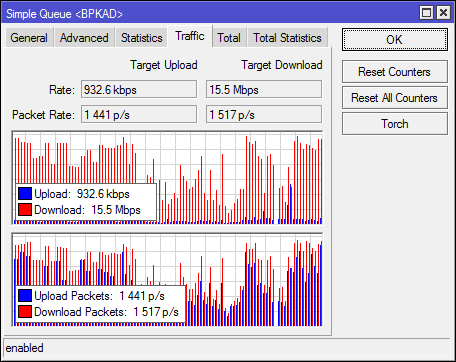 Simple Queue <BPKAD>
General Advanced Statistics Traffic Total Total Statistics
Target Upload Target Download
Rate: 932.6 kbps 15.5 Mbps
Packet Rate: 1 441 p/s 1 517 p/s
Upload: 932.6 kbps
Download: 15.5 Mbps
Upload Packets: 1 441 p/s
Download Packets: 1 517 p/s
OK
Reset Counters
Reset All Counters
Torch
enabled